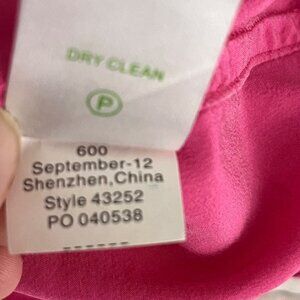 DRY CLEAN
P
600
September-12
Shenzhen,China
Style 43252
PO 040538